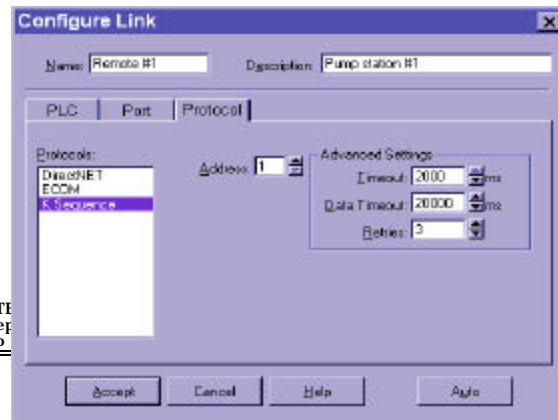 Configure Link
Name: Remote #1 Description: Pump station #1
PLC Port Protocol
Protocols:
DirectNET
ECOM
K Sequence
Address: 1
Advanced Settings
Timeout: 2000 ms
Data Timeout: 20000 ms
Retries: 3
Accept Cancel Help Auto